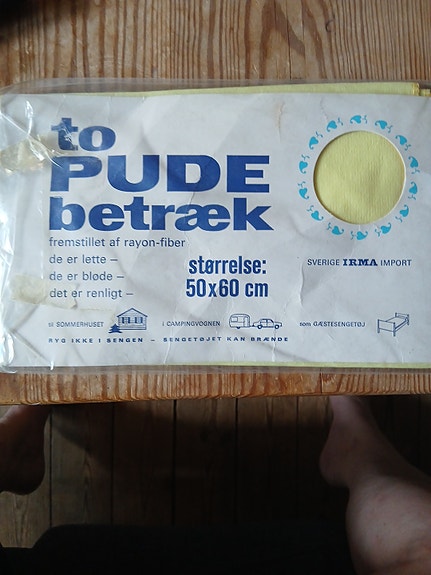 to
PUDE
betræk
fremstillet af rayon-fiber
de er lette –
de er bløde –
det er renligt –
størrelse:
50x60 cm
SVERIGE IRMA IMPORT
til SOMMERHUSET
i CAMPINGVOGNEN
som GÆSTESENGETØJ
RYG IKKE I SENGEN – SENGETØJET KAN BRÆNDE